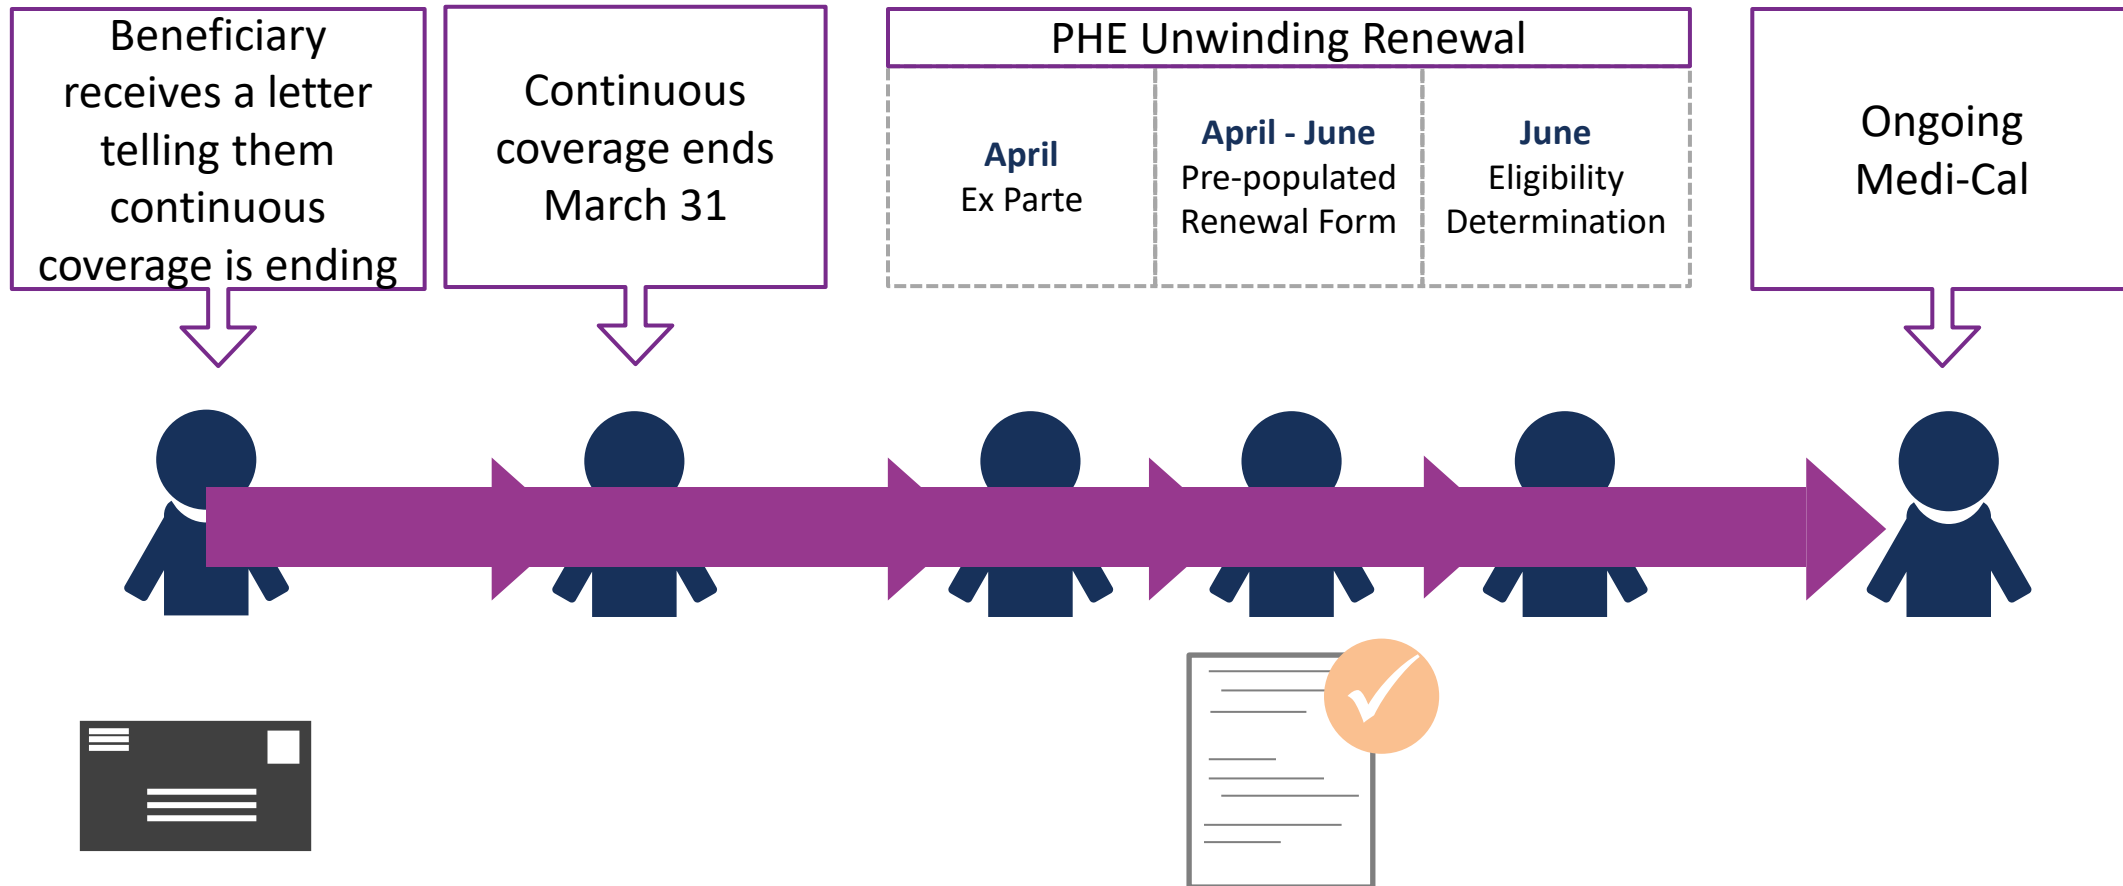 Beneficiary
receives a letter
telling them
continuous
coverage is ending
Continuous
coverage ends
March 31
PHE Unwinding Renewal
April
Ex Parte
April - June
Pre-populated
Renewal Form
June
Eligibility
Determination
Ongoing
Medi-Cal